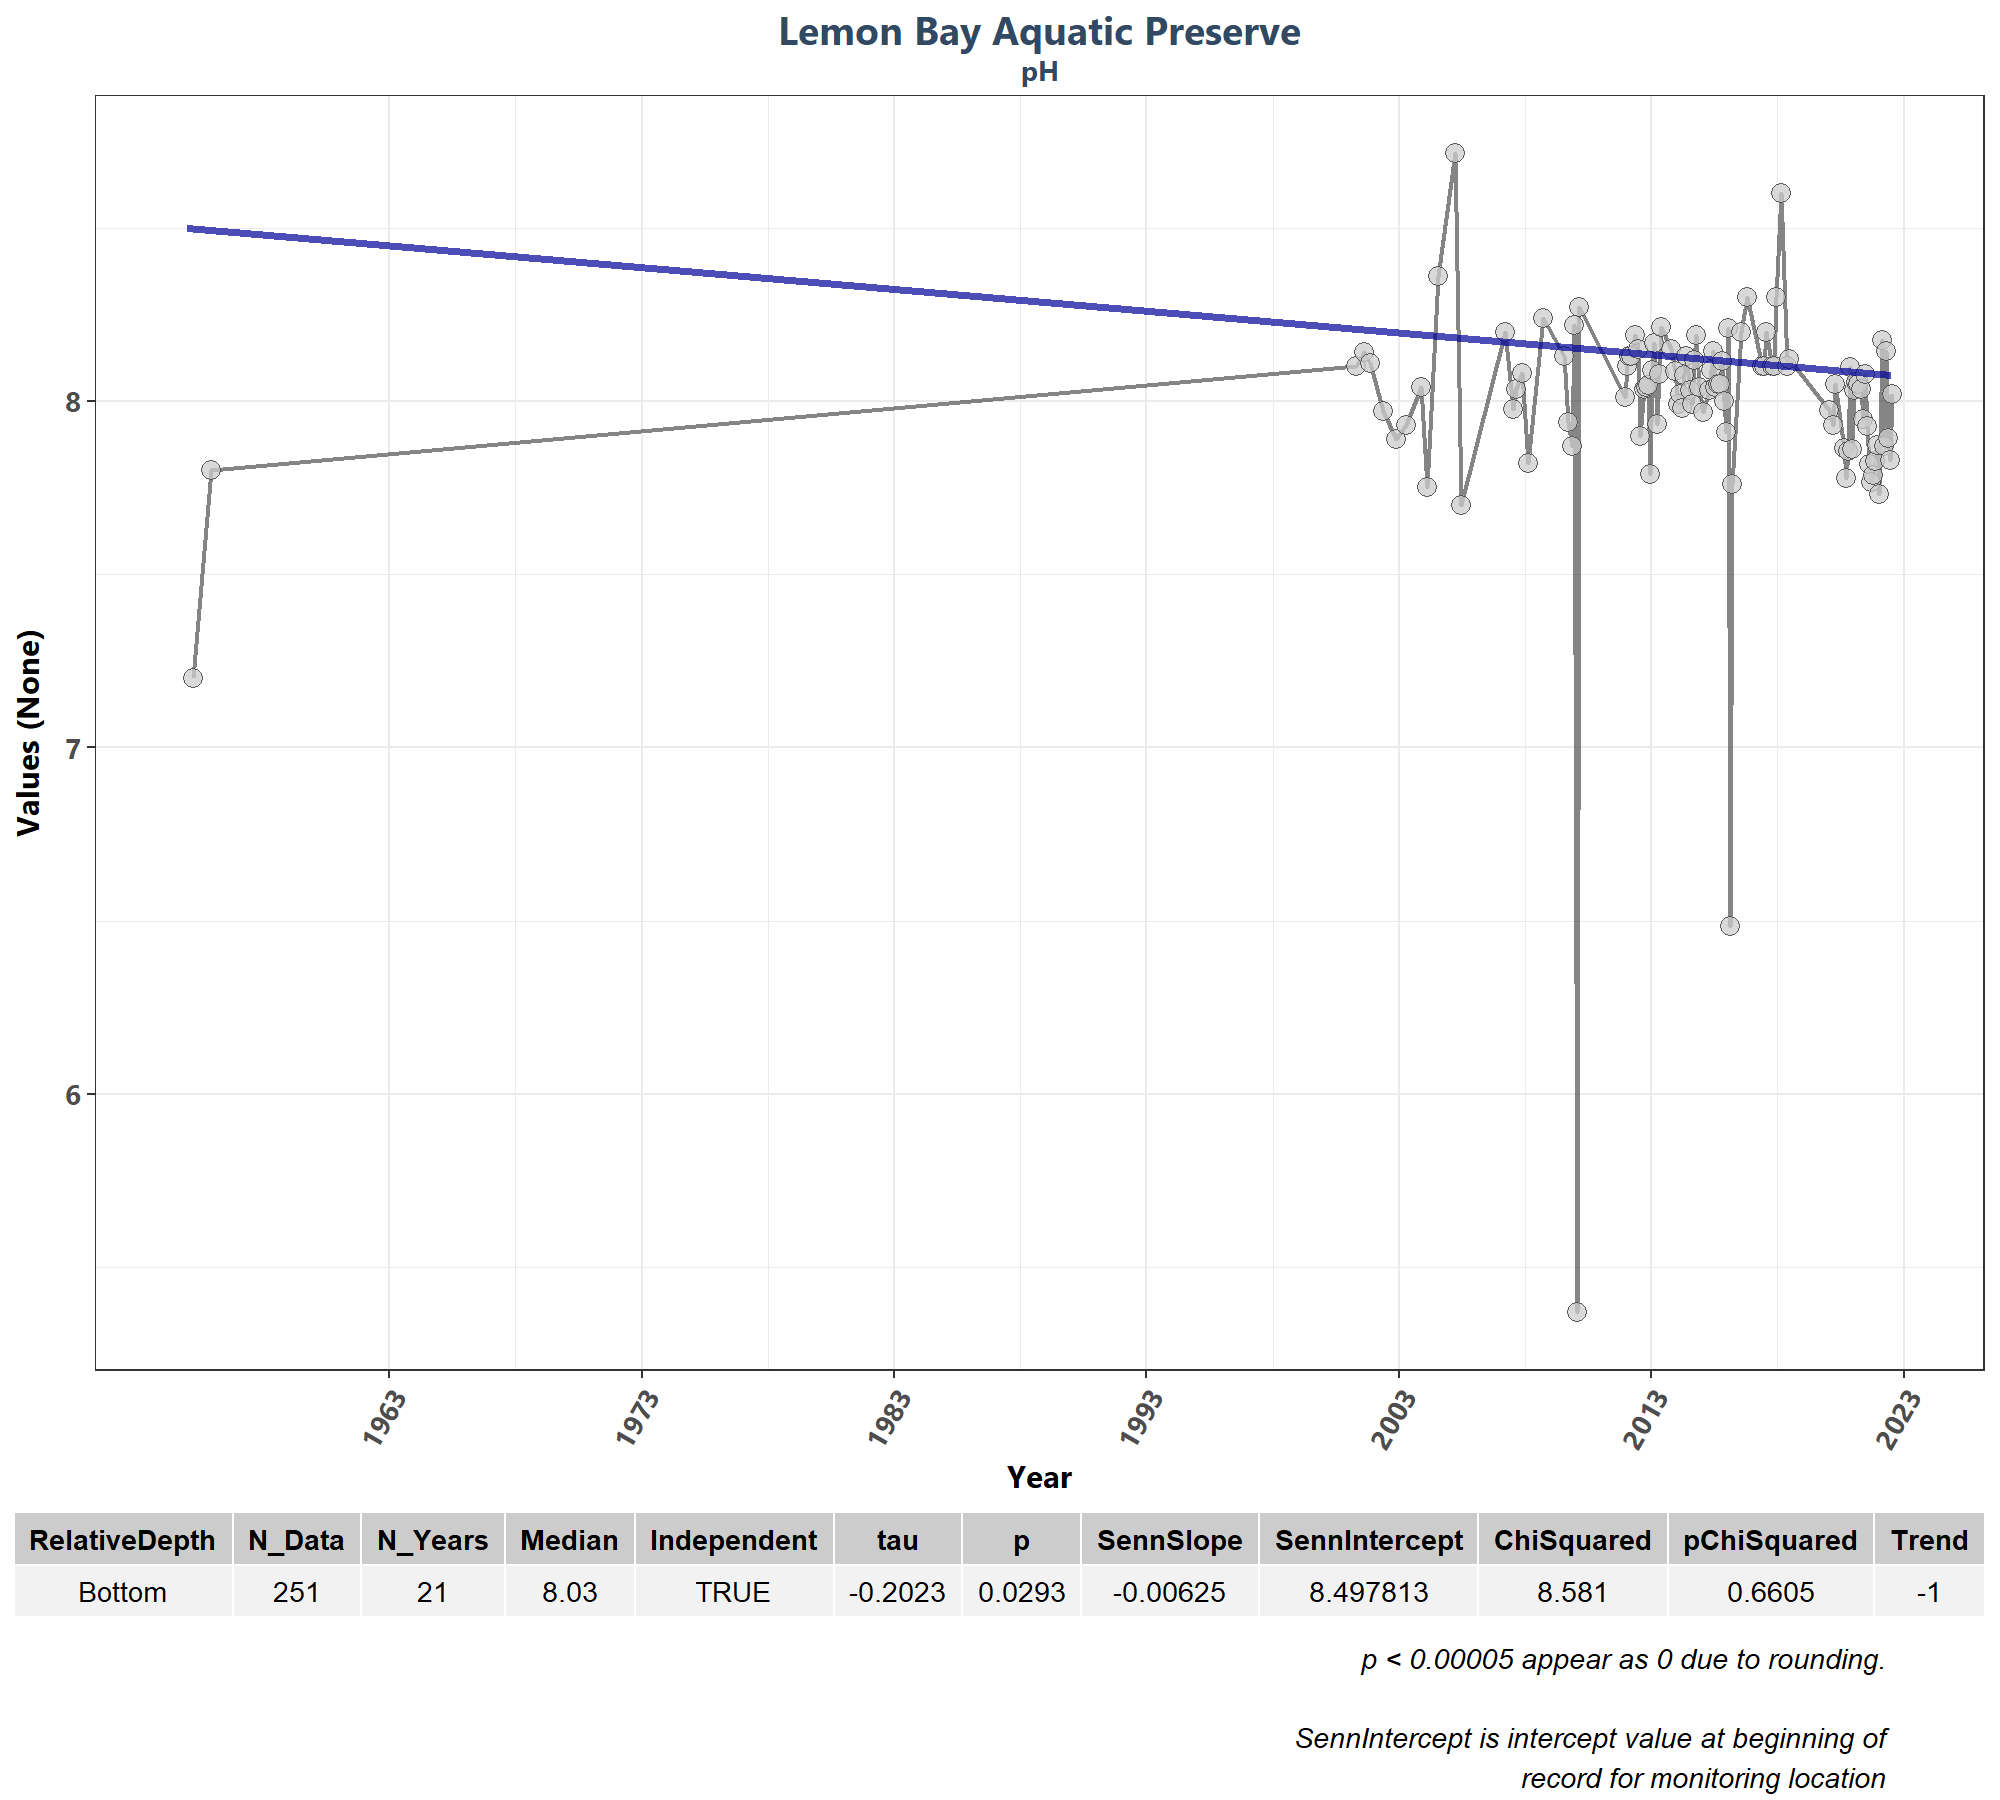 Lemon Bay Aquatic Preserve
pH
Values (None)
8
7
6
1963
1973
1983
1993
2003
2013
2023
Year
RelativeDepth N_Data N_Years Median Independent tau p SennSlope SennIntercept ChiSquared pChiSquared Trend
Bottom 251 21 8.03 TRUE -0.2023 0.0293 -0.00625 8.497813 8.581 0.6605 -1
p < 0.00005 appear as 0 due to rounding.
SennIntercept is intercept value at beginning of
record for monitoring location